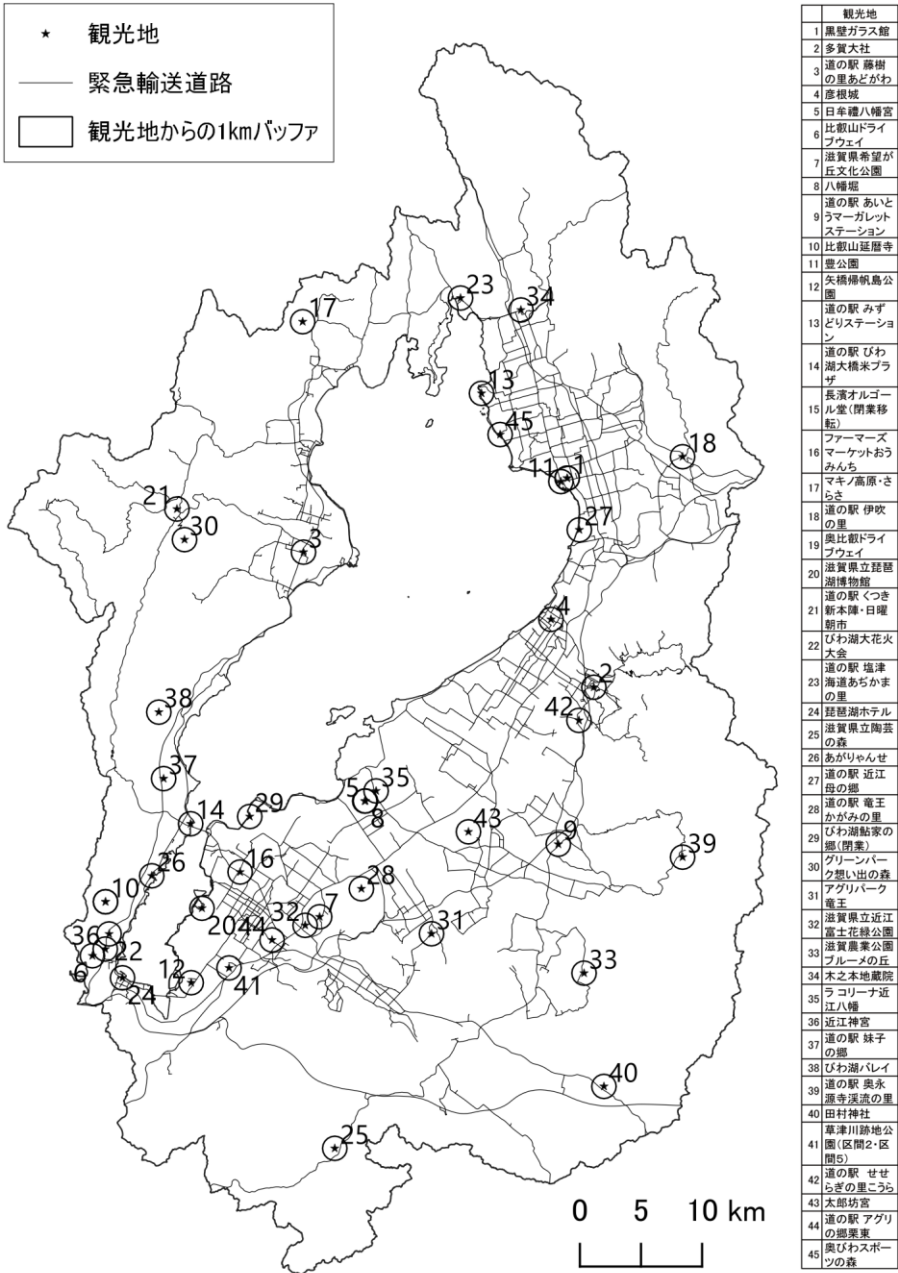 観光地
緊急輸送道路
観光地からの1kmバッファ
23
17
34
13
45
18
11
1
21
30
27
3
4
2
42
38
37
35
5
8
14
29
43
9
39
16
26
28
10
32
7
20
44
31
36
22
6
24
12
41
33
40
25
0 5 10 km
観光地
1 黒壁ガラス館
2 多賀大社
3 道の駅 藤樹
の里あどがわ
4 彦根城
5 日牟禮八幡宮
6 比叡山ドライ
ブウェイ
7 滋賀県希望が
丘文化公園
8 八幡堀
9 道の駅 あいと
うマーガレット
ステーション
10 比叡山延暦寺
11 豊公園
12 矢橋帰帆島公
園
13 道の駅 みず
どりステーショ
ン
14 道の駅 びわ
湖大橋米プラ
ザ
15 長濱オルゴー
ル堂(閉業移
転)
16 ファーマーズ
マーケットおう
みんち
17 マキノ高原・さ
らさ
18 道の駅 伊吹
の里
19 奥比叡ドライ
ブウェイ
20 滋賀県立琵琶
湖博物館
21 道の駅 くつき
新本陣・日曜
朝市
22 びわ湖大花火
大会
23 道の駅 塩津
海道あぢかま
の里
24 琵琶湖ホテル
25 滋賀県立陶芸
の森
26 あがりゃんせ
27 道の駅 近江
母の郷
28 道の駅 竜王
かがみの里
29 びわ湖鮎家の
郷(閉業)
30 グリーンパー
ク想い出の森
31 アグリパーク
竜王
32 滋賀県立近江
富士花緑公園
33 滋賀農業公園
ブルーメの丘
34 木之本地蔵院
35 ラ コリーナ近
江八幡
36 近江神宮
37 道の駅 妹子
の郷
38 びわ湖バレイ
39 道の駅 奥永
源寺渓流の里
40 田村神社
41 草津川跡地公
園(区間2・区
間5)
42 道の駅 せせ
らぎの里こうら
43 太郎坊宮
44 道の駅 アグリ
の郷栗東
45 奥びわスポー
ツの森